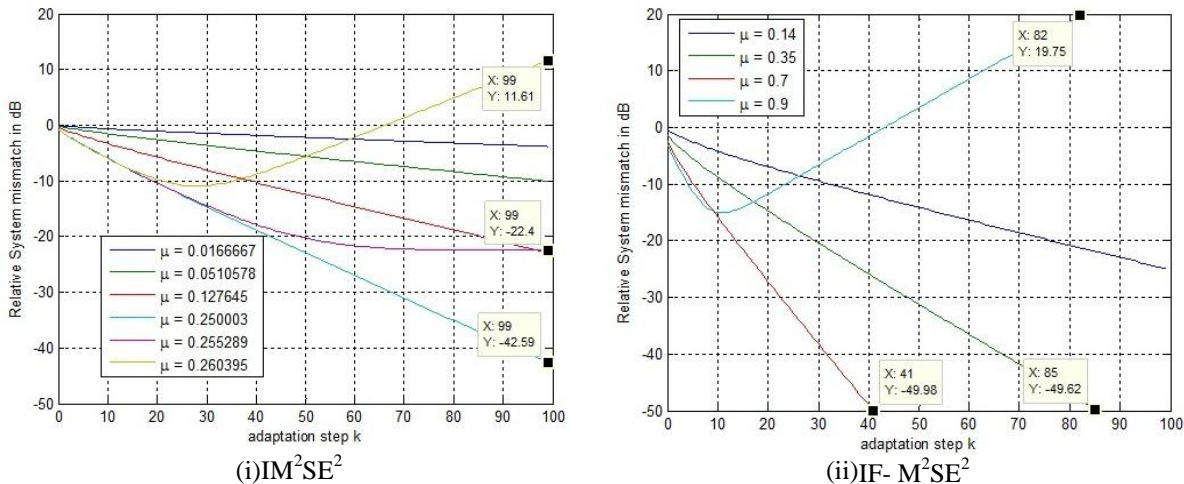 20
10
0
-10
-20
-30
-40
-50
Relative System mismatch in dB
X: 99
Y: 11.61
X: 99
Y: -22.4
X: 99
Y: -42.59
μ = 0.0166667
μ = 0.0510578
μ = 0.127645
μ = 0.250003
μ = 0.255289
μ = 0.260395
0 10 20 30 40 50 60 70 80 90 100
adaptation step k
(i)IM²SE²
20
10
0
-10
-20
-30
-40
-50
Relative System mismatch in dB
μ = 0.14
μ = 0.35
μ = 0.7
μ = 0.9
X: 82
Y: 19.75
X: 41
Y: -49.98
X: 85
Y: -49.62
0 10 20 30 40 50 60 70 80 90 100
adaptation step k
(ii)IF- M²SE²